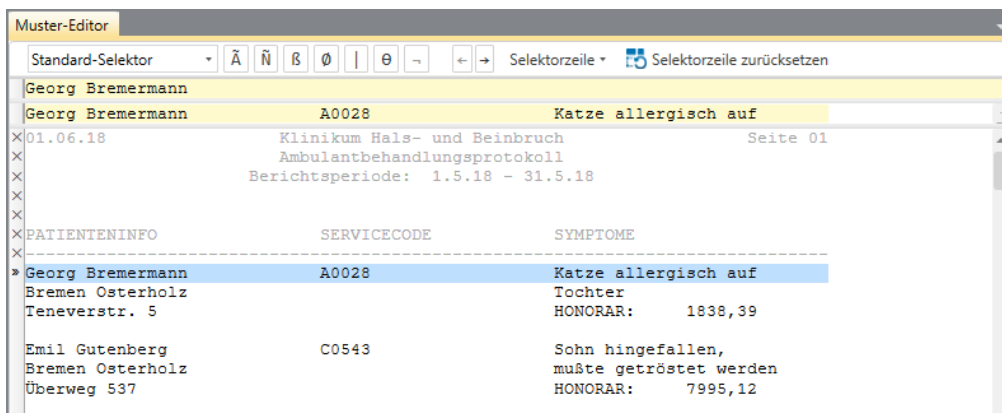 Muster-Editor
Standard-Selektor Ã Ñ ß Ø | θ ¬ ← → Selektorzeile Selektorzeile zurücksetzen
Georg Bremermann
Georg Bremermann A0028 Katze allergisch auf
01.06.18 Klinikum Hals- und Beinbruch Seite 01
Ambulantbehandlungsprotokoll
Berichtsperiode: 1.5.18 - 31.5.18
PATIENTENINFO SERVICECODE SYMPTOME
--------------------------------------------------------------------------------
» Georg Bremermann A0028 Katze allergisch auf
Bremen Osterholz Tochter
Teneverstr. 5 HONORAR: 1838,39
Emil Gutenberg C0543 Sohn hingefallen,
Bremen Osterholz mußte getröstet werden
Überweg 537 HONORAR: 7995,12